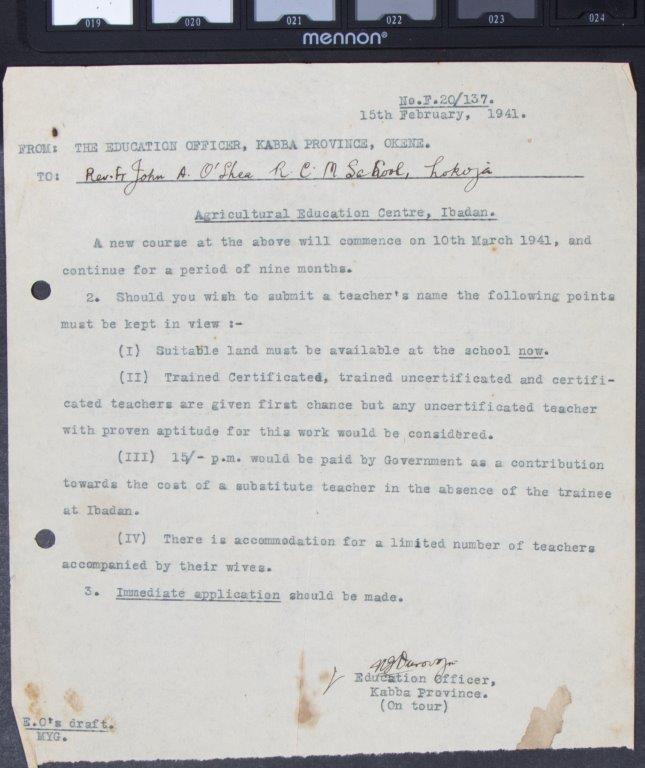 019 020 021 022 023 024
mennon®
No.F.20/137.
15th February, 1941.
FROM: THE EDUCATION OFFICER, KABBA PROVINCE, OKENE.
TO: Rev. Fr John A. O'Shea R C M School, Lokoja
Agricultural Education Centre, Ibadan.
A new course at the above will commence on 10th March 1941, and
continue for a period of nine months.
2. Should you wish to submit a teacher's name the following points
must be kept in view :-
(I) Suitable land must be available at the school now.
(II) Trained Certificated, trained uncertificated and certifi-
cated teachers are given first chance but any uncertificated teacher
with proven aptitude for this work would be considered.
(III) 15/- p.m. would be paid by Government as a contribution
towards the cost of a substitute teacher in the absence of the trainee
at Ibadan.
(IV) There is accommodation for a limited number of teachers
accompanied by their wives.
3. Immediate application should be made.
Education Officer,
Kabba Province.
(On tour)
E.O's draft.
MYG.